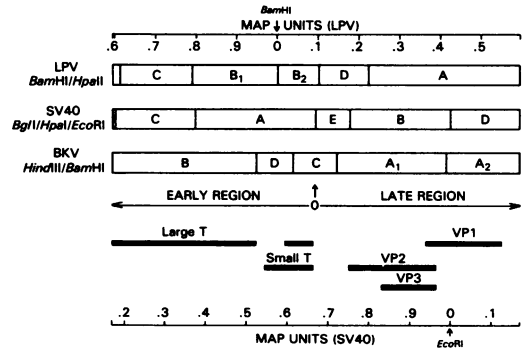 BamHI
MAP UNITS (LPV)
.6 .7 .8 .9 0 0.1 .2 .3 .4 .5
LPV
BamHI/HpaII
C B1 B2 D A
SV40
BglI/HpaI/EcoRI
C A E B D
BKV
HindIII/BamHI
B D C A1 A2
EARLY REGION 0 LATE REGION
Large T VP1
Small T VP2
VP3
.2 .3 .4 .5 .6 .7 .8 .9 0 .1
MAP UNITS (SV40) EcoRI